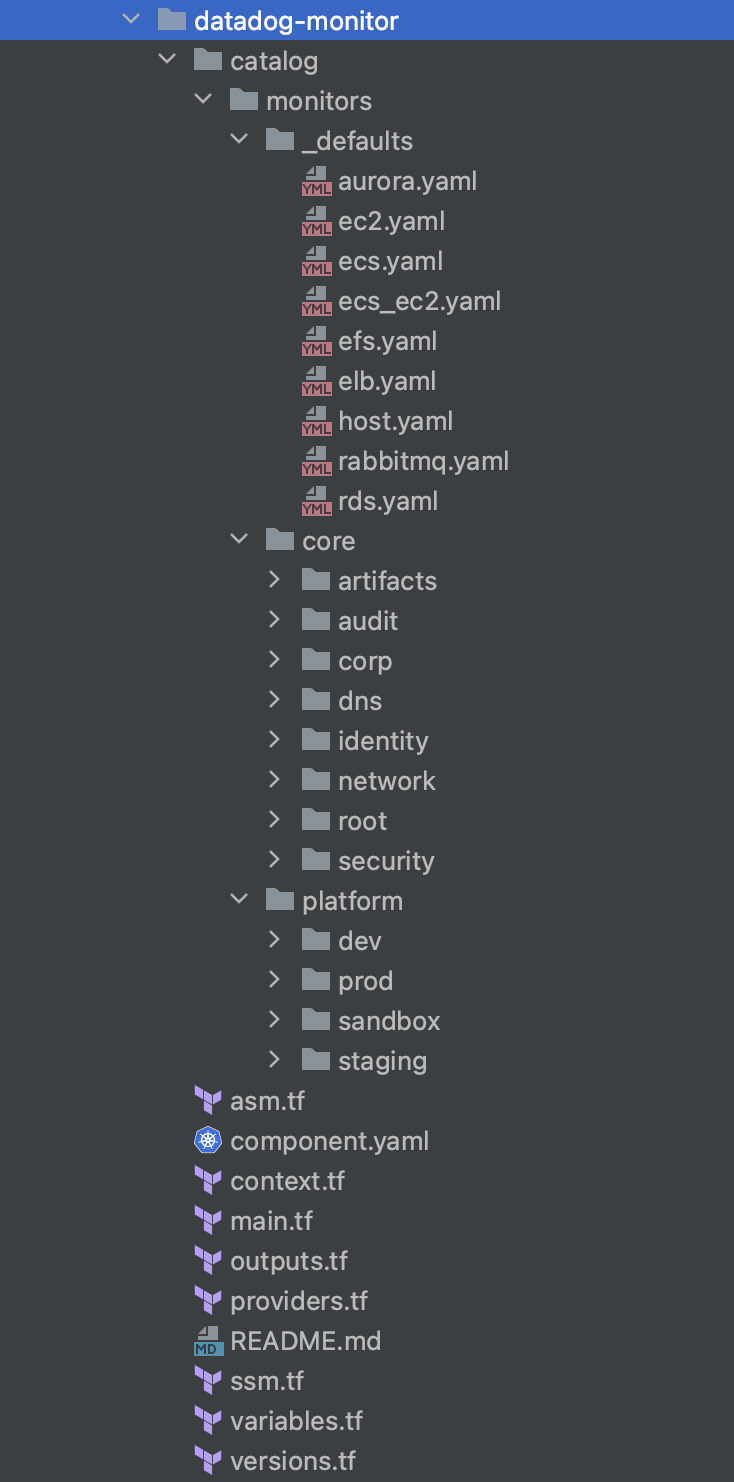 datadog-monitor
catalog
monitors
_defaults
YML aurora.yaml
YML ec2.yaml
YML ecs.yaml
YML ecs_ec2.yaml
YML efs.yaml
YML elb.yaml
YML host.yaml
YML rabbitmq.yaml
YML rds.yaml
core
artifacts
audit
corp
dns
identity
network
root
security
platform
dev
prod
sandbox
staging
asm.tf
component.yaml
context.tf
main.tf
outputs.tf
providers.tf
MD README.md
ssm.tf
variables.tf
versions.tf